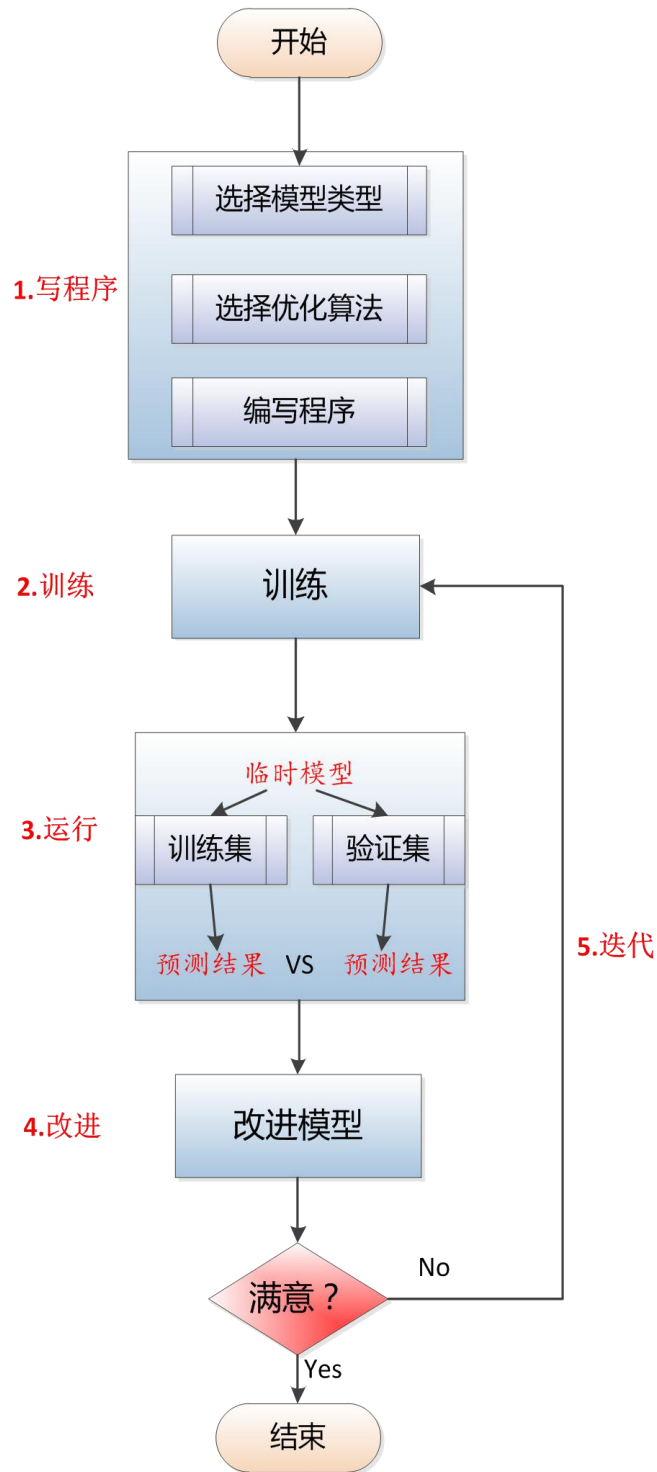 开始
选择模型类型
1.写程序
选择优化算法
编写程序
2.训练
训练
临时模型
3.运行
训练集
验证集
预测结果 VS 预测结果
5.迭代
4.改进
改进模型
满意？
No
Yes
结束